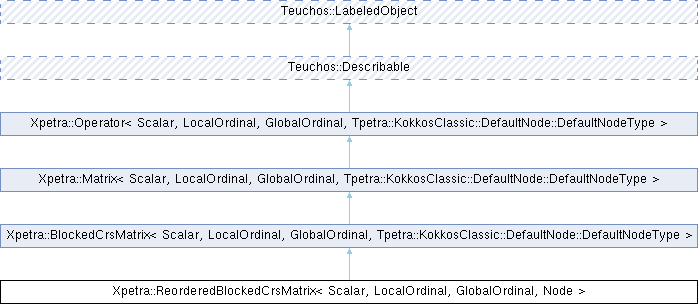 Teuchos::LabeledObject
Teuchos::Describable
Xpetra::Operator< Scalar, LocalOrdinal, GlobalOrdinal, Tpetra::KokkosClassic::DefaultNode::DefaultNodeType >
Xpetra::Matrix< Scalar, LocalOrdinal, GlobalOrdinal, Tpetra::KokkosClassic::DefaultNode::DefaultNodeType >
Xpetra::BlockedCrsMatrix< Scalar, LocalOrdinal, GlobalOrdinal, Tpetra::KokkosClassic::DefaultNode::DefaultNodeType >
Xpetra::ReorderedBlockedCrsMatrix< Scalar, LocalOrdinal, GlobalOrdinal, Node >